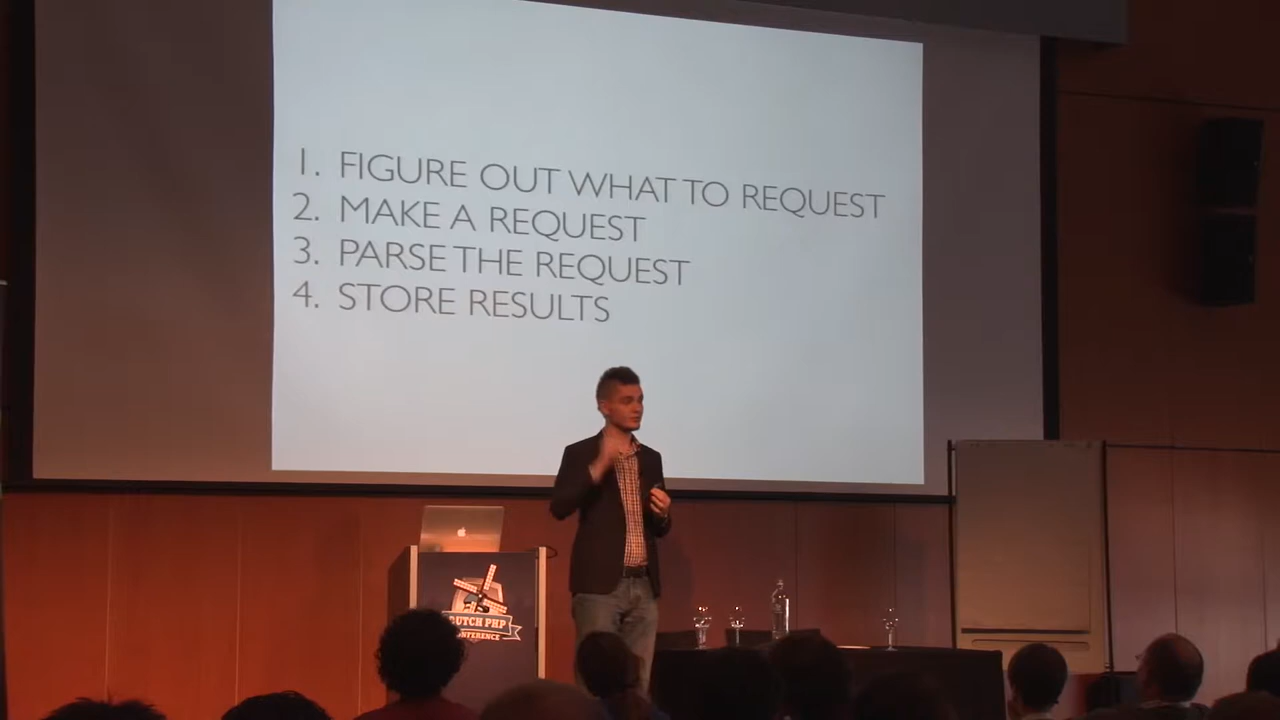 1. FIGURE OUT WHAT TO REQUEST
2. MAKE A REQUEST
3. PARSE THE REQUEST
4. STORE RESULTS
DUTCH PHP
CONFERENCE